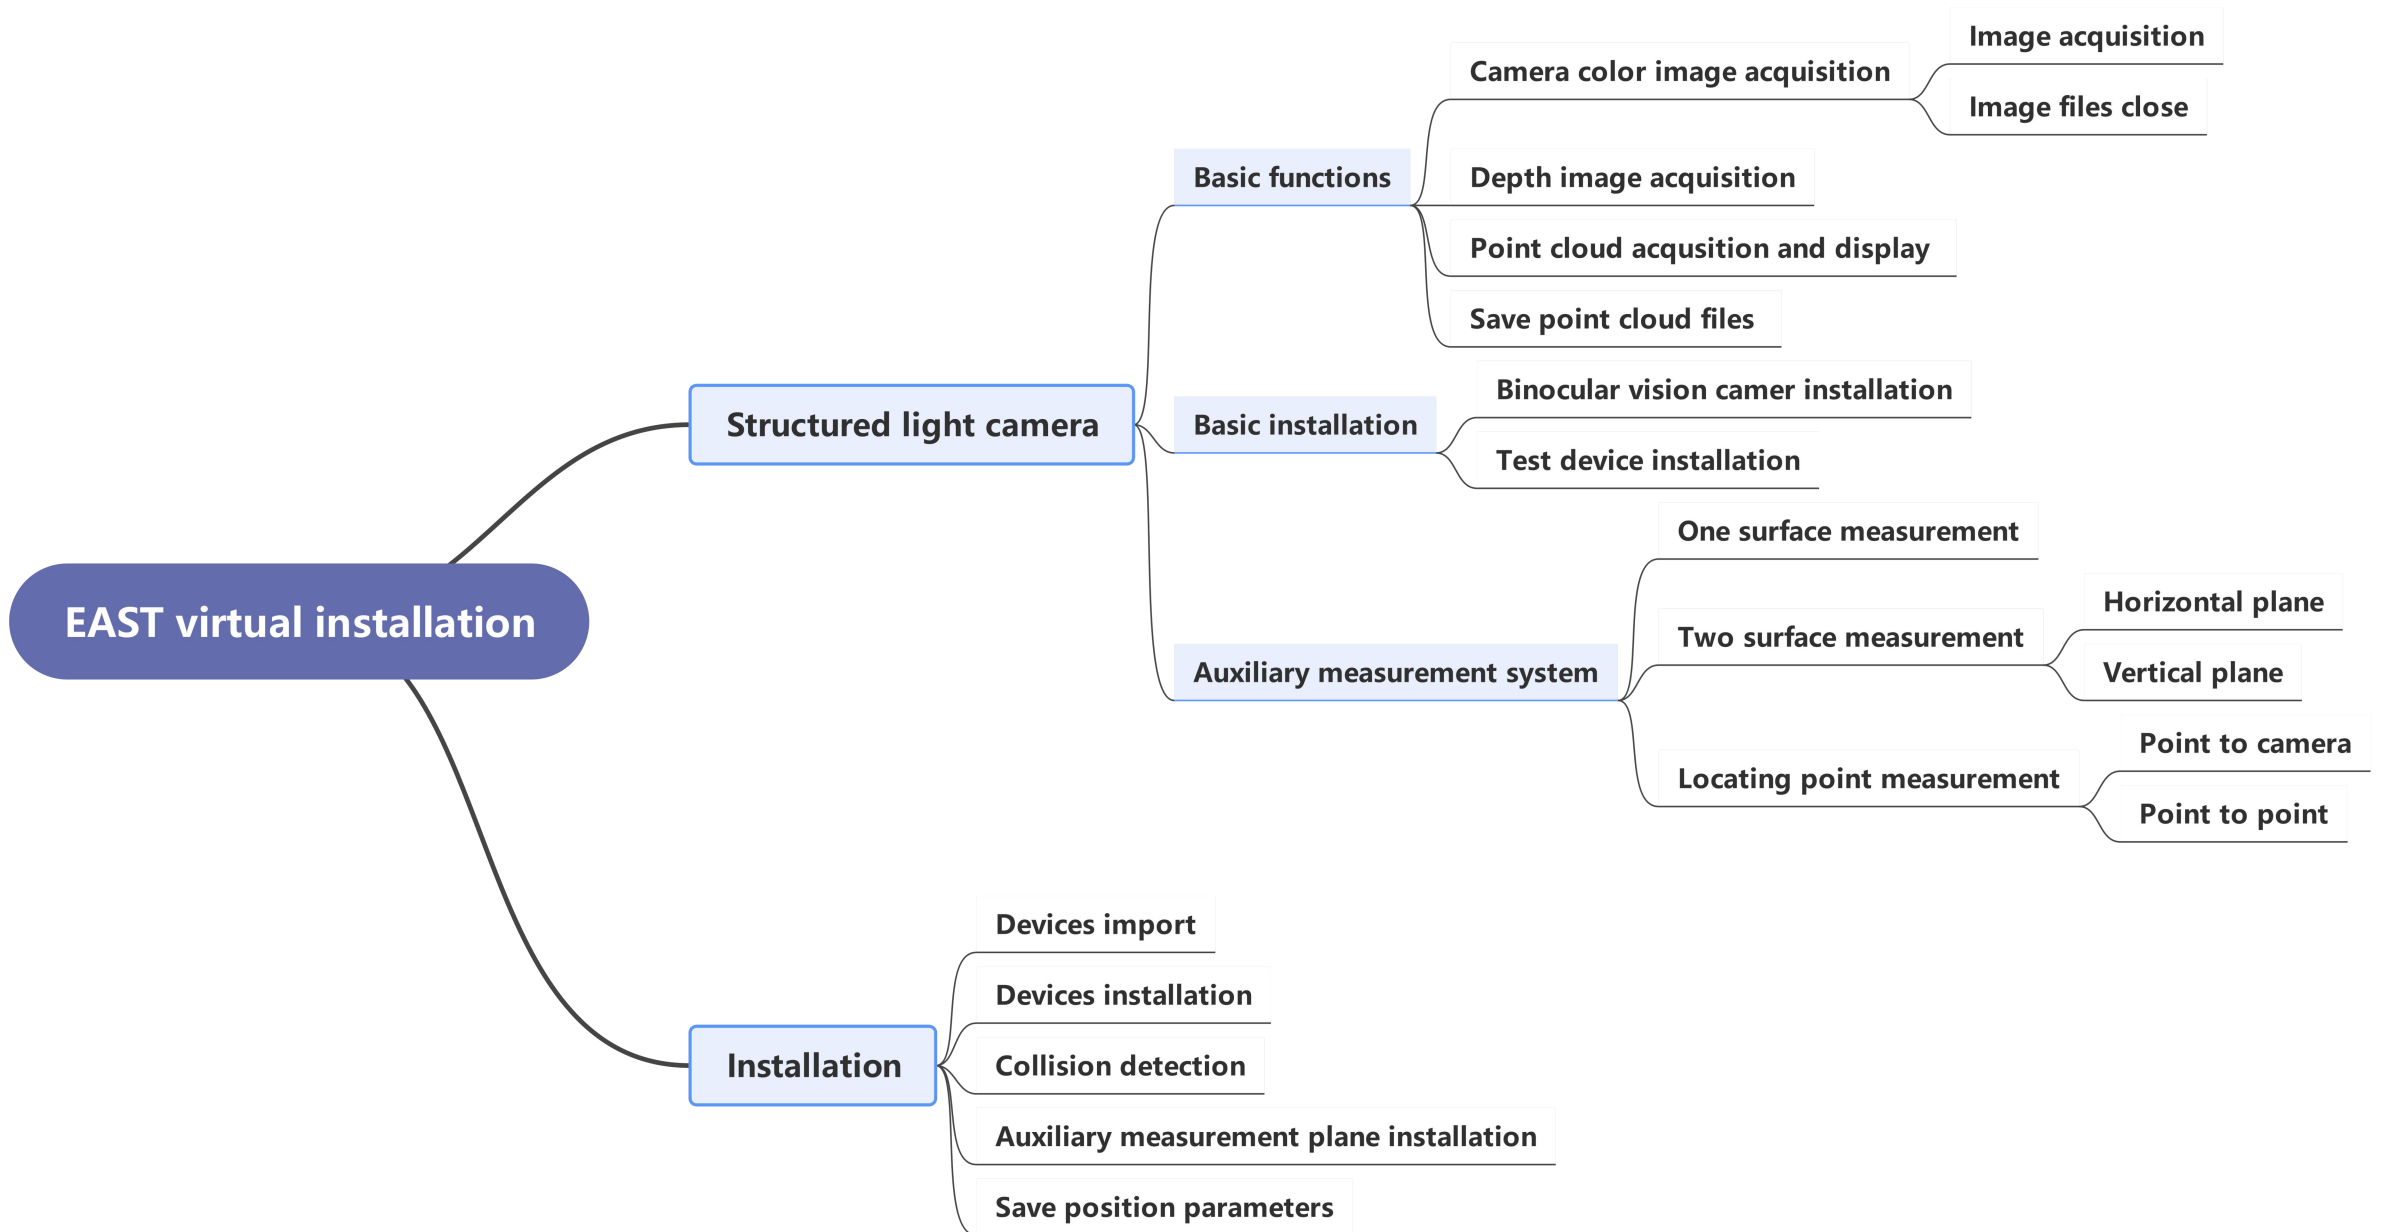 EAST virtual installation
Structured light camera
Basic functions
Camera color image acquisition
Image acquisition
Image files close
Depth image acquisition
Point cloud acqusition and display
Save point cloud files
Basic installation
Binocular vision camer installation
Test device installation
Auxiliary measurement system
One surface measurement
Two surface measurement
Horizontal plane
Vertical plane
Locating point measurement
Point to camera
Point to point
Installation
Devices import
Devices installation
Collision detection
Auxiliary measurement plane installation
Save position parameters